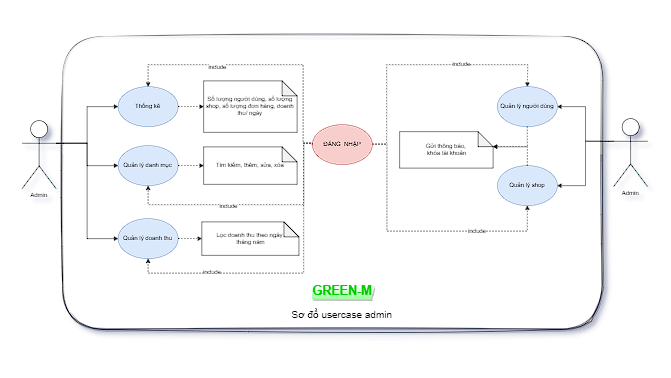 include
include
Thống kê
Số lượng người dùng, số lượng
shop, số lượng đơn hàng, doanh
thu/ ngày
Quản lý người dùng
ĐĂNG NHẬP
Gửi thông báo,
khóa tài khoản
Quản lý danh mục
Tìm kiếm, thêm, sửa, xóa
Quản lý shop
Admin
Admin
include
Quản lý doanh thu
Lọc doanh thu theo ngày
tháng năm
include
include
GREEN-M
Sơ đồ usercase admin